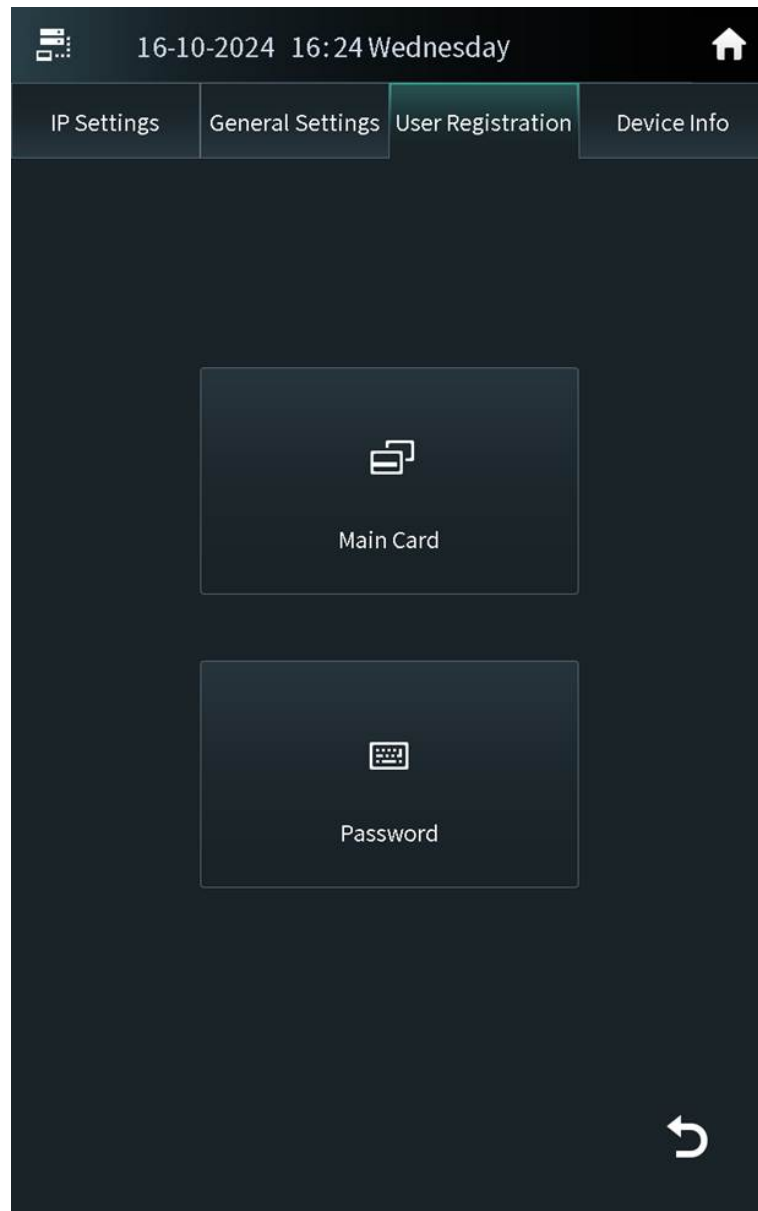 16-10-2024 16:24 Wednesday
IP Settings General Settings User Registration Device Info
Main Card
Password